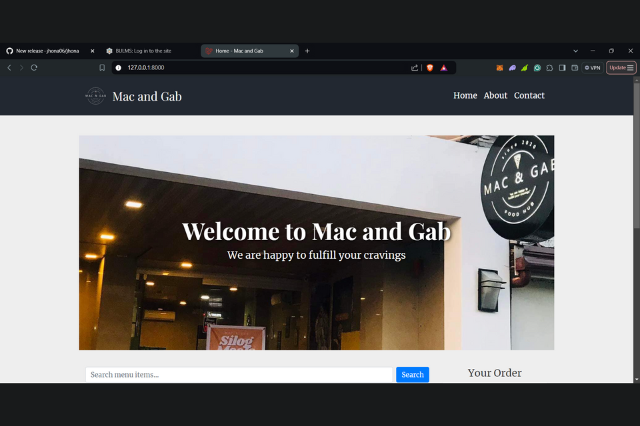 New release · jhona06/jhona
BULMS: Log in to the site
Home - Mac and Gab
127.0.0.1:8000
VPN
Update
MAC & GAB
Mac and Gab
Home About Contact
since 2020
MAC & GAB
FOOD HUB
Welcome to Mac and Gab
We are happy to fulfill your cravings
Silog
Search menu items...
Search
Your Order